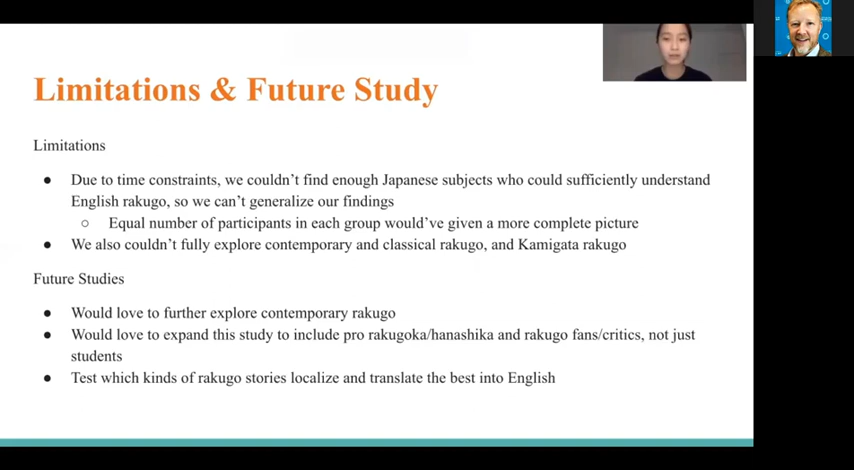 Limitations & Future Study
Limitations
● Due to time constraints, we couldn't find enough Japanese subjects who could sufficiently understand
English rakugo, so we can't generalize our findings
○ Equal number of participants in each group would've given a more complete picture
● We also couldn't fully explore contemporary and classical rakugo, and Kamigata rakugo
Future Studies
● Would love to further explore contemporary rakugo
● Would love to expand this study to include pro rakugoka/hanashika and rakugo fans/critics, not just
students
● Test which kinds of rakugo stories localize and translate the best into English